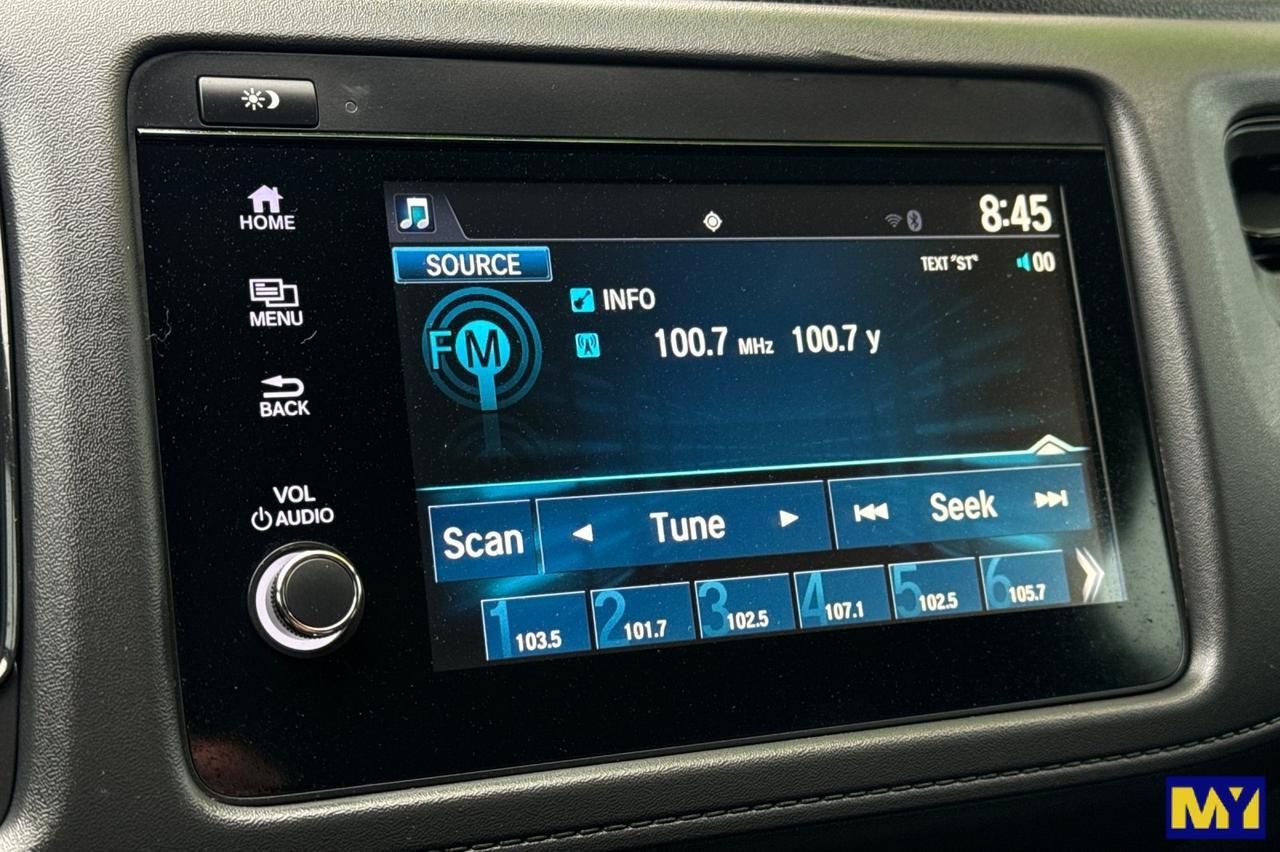 HOME
MENU
BACK
VOL
AUDIO
8:45
SOURCE
TEXT "ST" 00
INFO
FM
100.7 MHz 100.7 y
Scan Tune Seek
1 103.5 2 101.7 3 102.5 4 107.1 5 102.5 6 105.7
MY